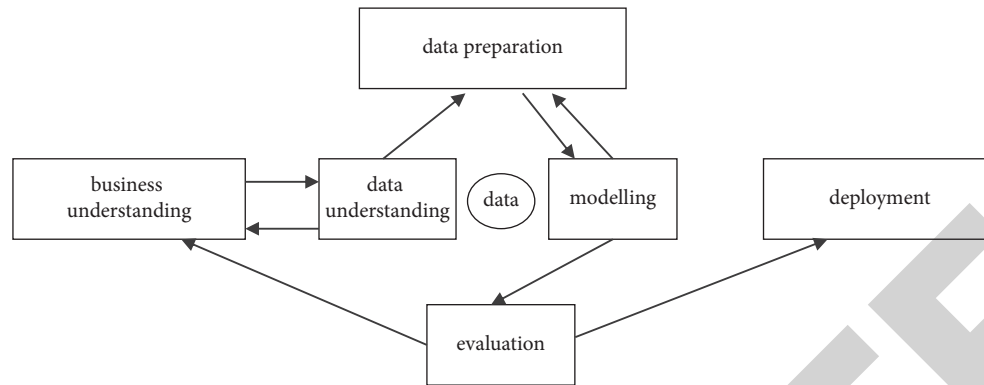 data preparation
business
understanding
data
understanding
data
modelling
deployment
evaluation